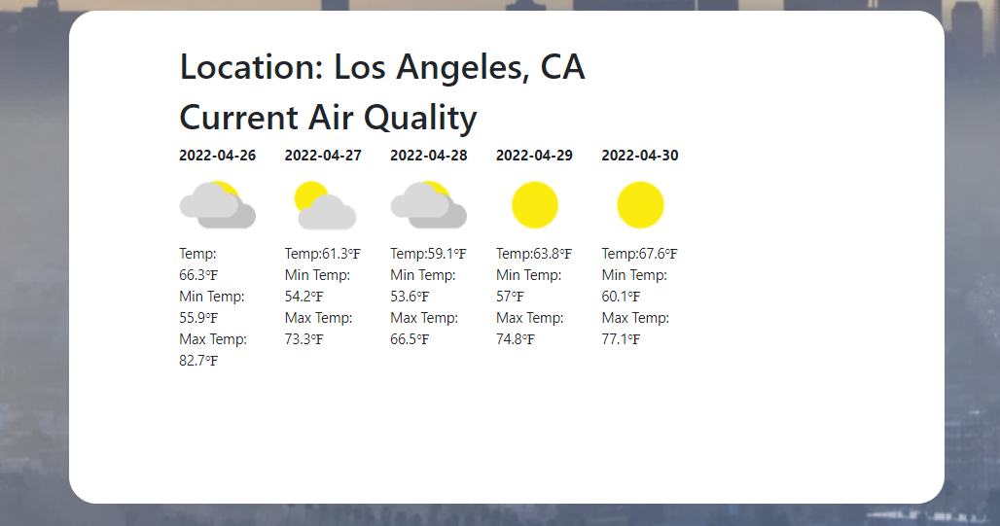 Location: Los Angeles, CA
Current Air Quality
2022-04-26
Temp:
66.3°F
Min Temp:
55.9°F
Max Temp:
82.7°F
2022-04-27
Temp:61.3°F
Min Temp:
54.2°F
Max Temp:
73.3°F
2022-04-28
Temp:59.1°F
Min Temp:
53.6°F
Max Temp:
66.5°F
2022-04-29
Temp:63.8°F
Min Temp:
57°F
Max Temp:
74.8°F
2022-04-30
Temp:67.6°F
Min Temp:
60.1°F
Max Temp:
77.1°F